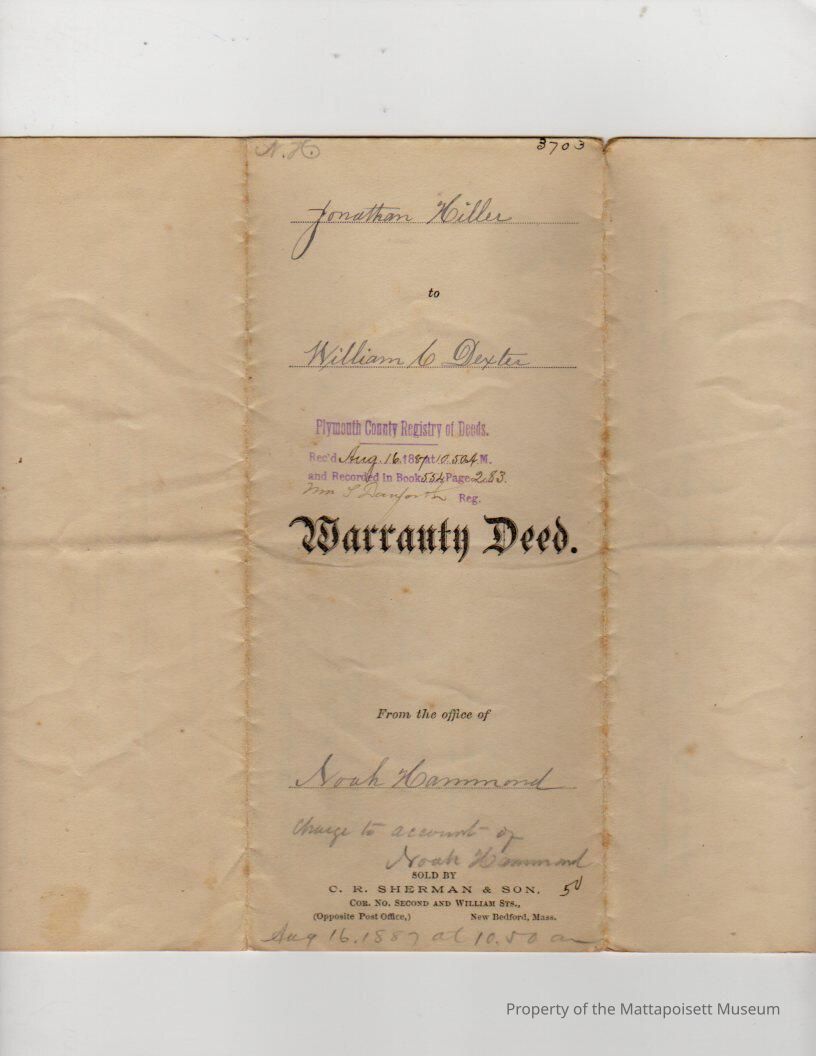 N. H.
3703
Jonathan Hiller
to
William C Dexter
Plymouth County Registry of Deeds.
Rec'd Aug. 16. 1887 at 10.50 A.M.
and Recorded in Book 554 Page 283.
Wm S Danforth Reg.
Warranty Deed.
From the office of
Noah Hammond
Charge to account of
Noah Hammond
SOLD BY
C. R. SHERMAN & SON,
50
COR. NO. SECOND AND WILLIAM STS.,
(Opposite Post Office,) New Bedford, Mass.
Aug 16. 1887 at 10.50 am
Property of the Mattapoisett Museum